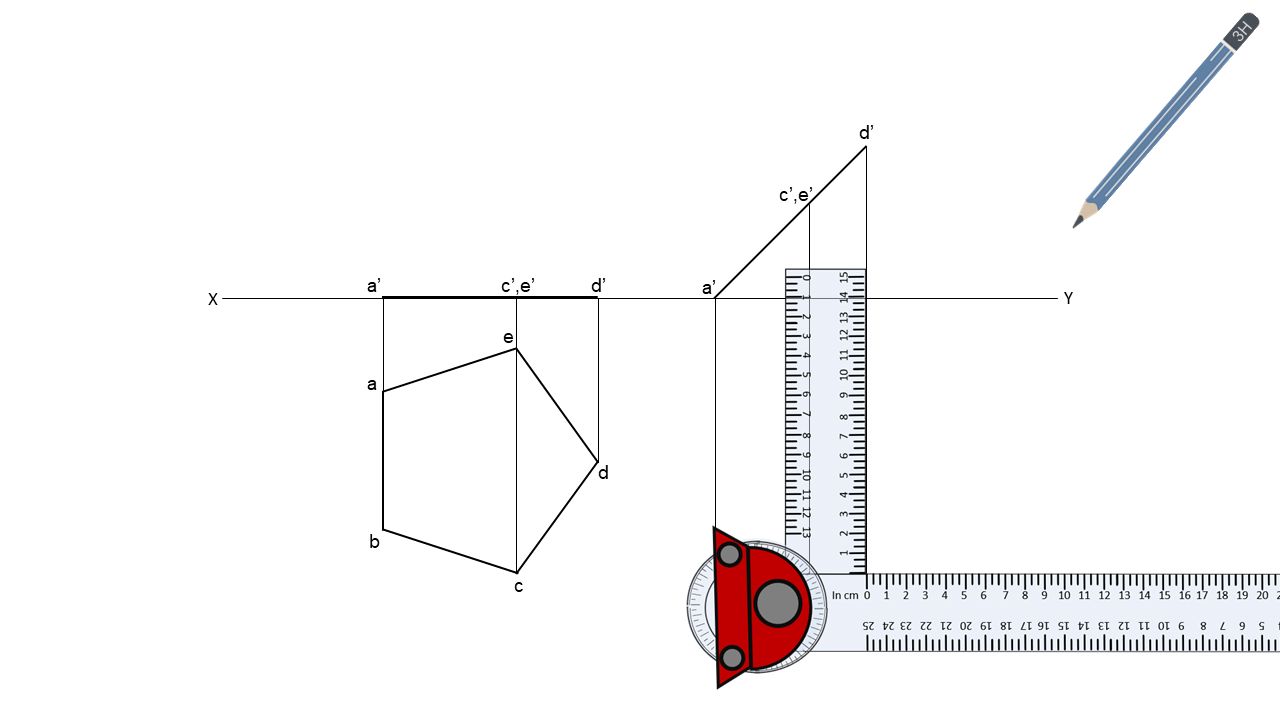 3H
d’
c’,e’
a’
c’,e’
d’
a’
X
Y
e
a
d
b
c
0 1 2 3 4 5 6 7 8 9 10 11 12 13
15 14 13 12 11 10 9 8 7 6 5 4 3 2 1
In cm 0 1 2 3 4 5 6 7 8 9 10 11 12 13 14 15 16 17 18 19 20
25 24 23 22 21 20 19 18 17 16 15 14 13 12 11 10 9 8 7 6 5